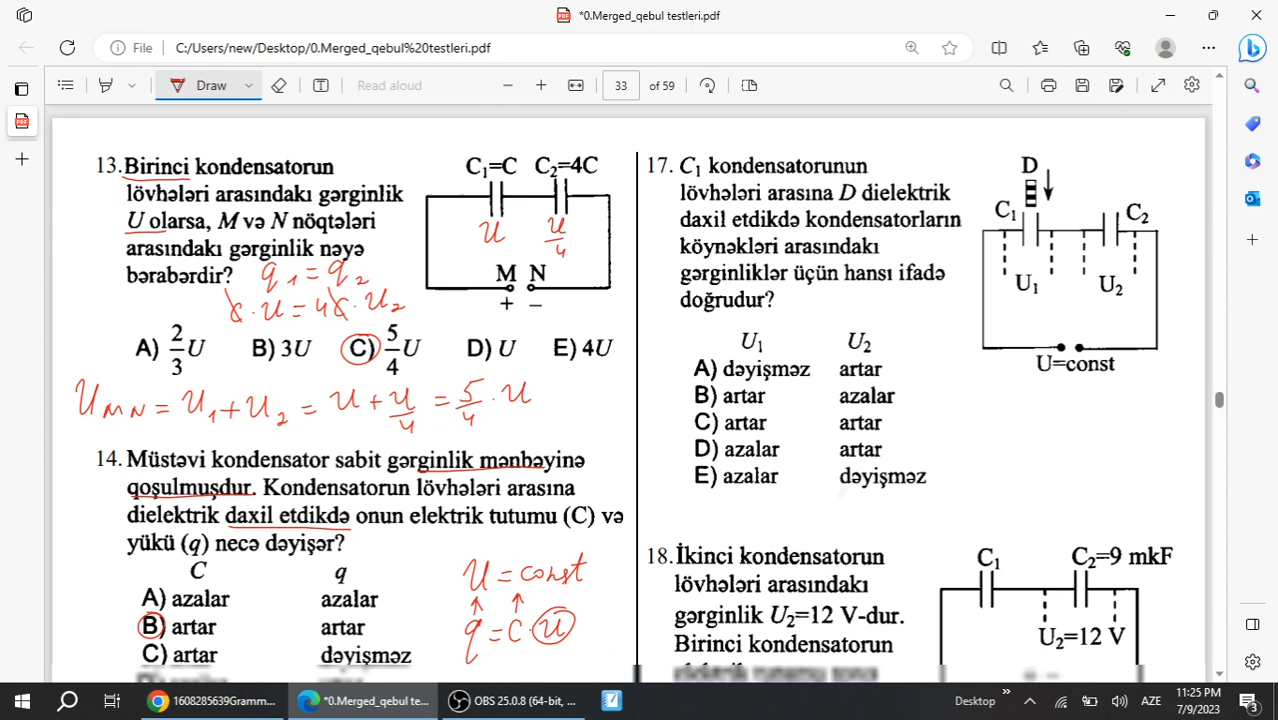 *0.Merged_qebul testleri.pdf
File
C:/Users/new/Desktop/0.Merged_qebul%20testleri.pdf
Draw
Read aloud
33
of 59
13. Birinci kondensatorun
lövhələri arasındakı gərginlik
U olarsa, M və N nöqtələri
arasındakı gərginlik nəyə
bərabərdir?
C₁=C C₂=4C
U U/4
M N
+ −
q₁ = q₂
C · U = 4C · U₂
A) 2/3 U B) 3U C) 5/4 U D) U E) 4U
U_MN = U₁ + U₂ = U + U/4 = 5/4 · U
14. Müstəvi kondensator sabit gərginlik mənbəyinə
qoşulmuşdur. Kondensatorun lövhələri arasına
dielektrik daxil etdikdə onun elektrik tutumu (C) və
yükü (q) necə dəyişər?
C q
A) azalar azalar
B) artar artar
C) artar dəyişməz
U = const
q = C · U
17. C₁ kondensatorunun
lövhələri arasına D dielektrik
daxil etdikdə kondensatorların
köynəkləri arasındakı
gərginliklər üçün hansı ifadə
doğrudur?
D
C₁ C₂
U₁ U₂
U=const
U₁ U₂
A) dəyişməz artar
B) artar azalar
C) artar artar
D) azalar artar
E) azalar dəyişməz
18. İkinci kondensatorun
lövhələri arasındakı
gərginlik U₂=12 V-dur.
Birinci kondensatorun
C₁ C₂=9 mkF
U₂=12 V
1608285639Gramm...
*0.Merged_qebul te...
OBS 25.0.8 (64-bit, ...
Desktop
AZE
11:25 PM
7/9/2023
3